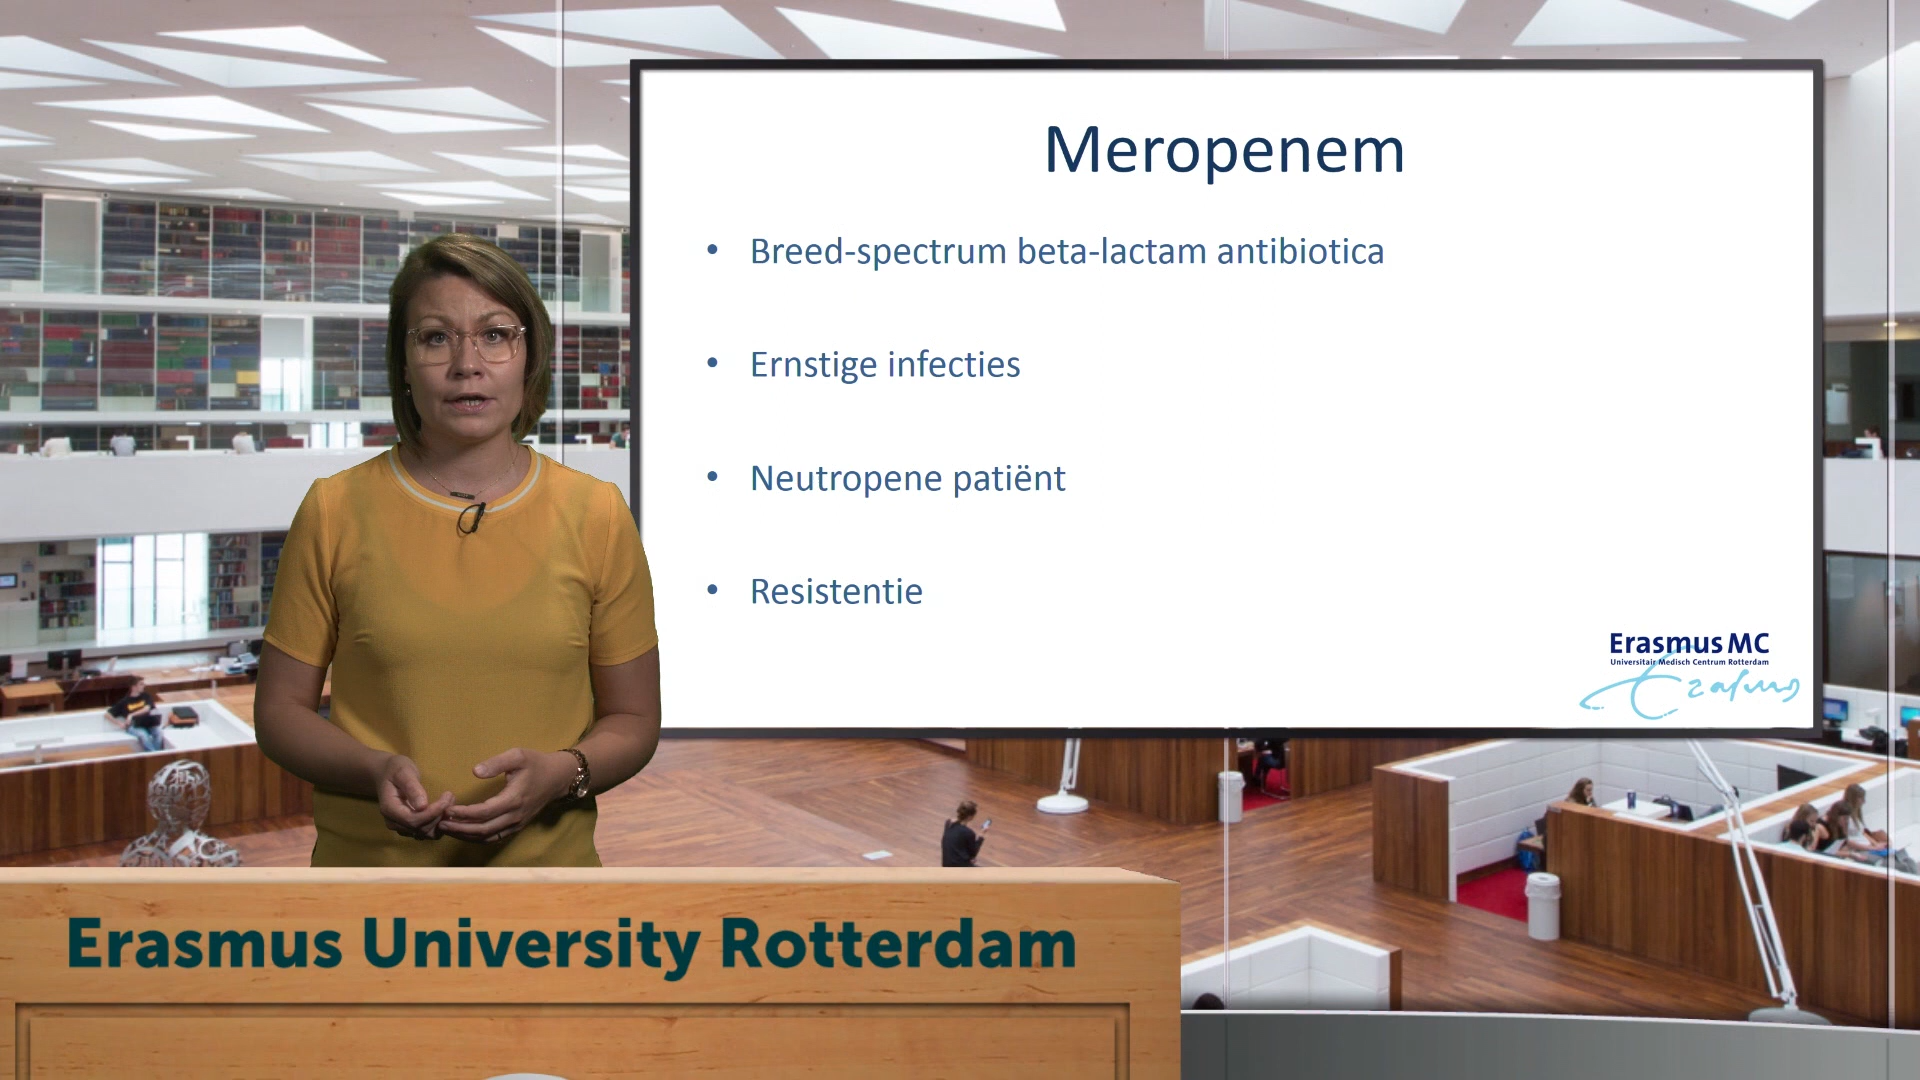 Meropenem
• Breed-spectrum beta-lactam antibiotica
• Ernstige infecties
• Neutropene patiënt
• Resistentie
Erasmus MC
Universitair Medisch Centrum Rotterdam
Erasmus
Erasmus University Rotterdam